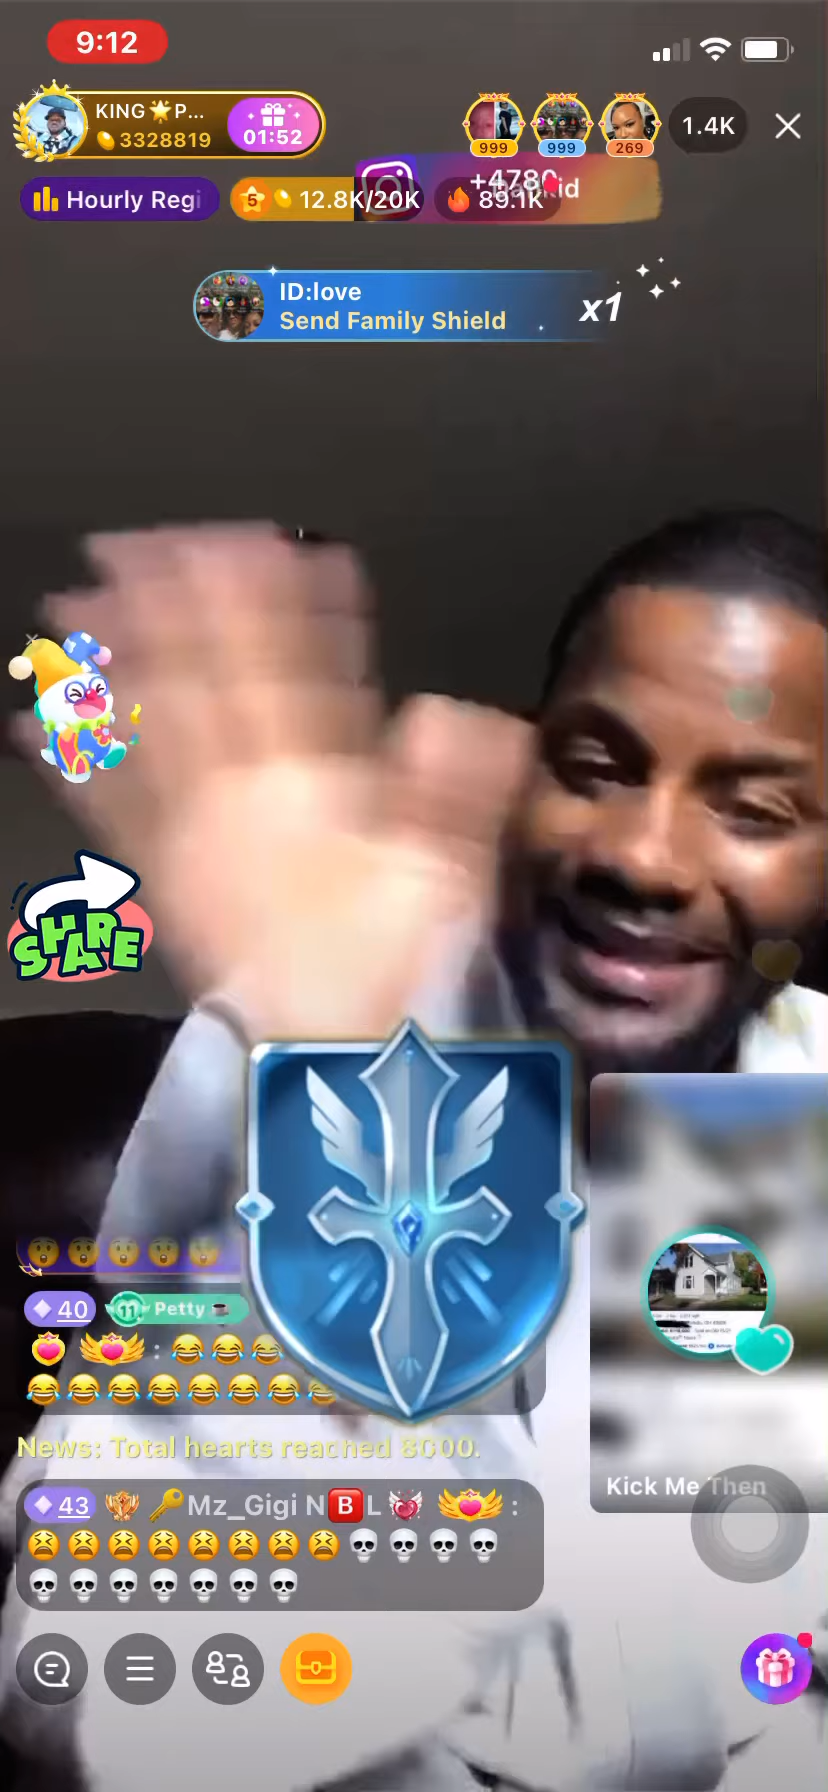 9:12
KING🌟P...
3328819
01:52
999
999
269
1.4K
Hourly Regi
5
12.8K/20K
89.1K
ID:love
Send Family Shield
x1
SHARE
40
11
Petty ☕
: 😂😂😂
😂😂😂😂😂😂😂😂
News: Total hearts reached 8000.
43
Mz_Gigi N🅱️L
:
😫😫😫😫😫😫😫😫💀💀💀💀
💀💀💀💀💀💀💀
Kick Me Then